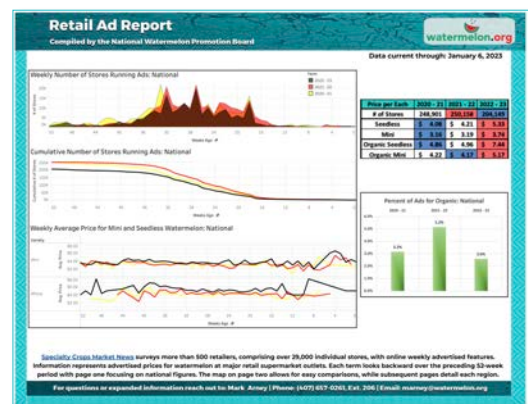 Retail Ad Report
Compiled by the National Watermelon Promotion Board
watermelon.org
Data current through: January 6, 2023
Weekly Number of Stores Running Ads: National
Cumulative Number of Stores Running Ads: National
Weekly Average Price for Mini and Seedless Watermelon: National
Price per Each 2020 - 21 2021 - 22 2022 - 23
# of Stores 248,901 250,158 204,149
Seedless $ 4.06 $ 4.21 $ 5.33
Mini $ 3.16 $ 3.19 $ 3.74
Organic Seedless $ 4.86 $ 4.96 $ 7.44
Organic Mini $ 4.22 $ 4.17 $ 5.17
Percent of Ads for Organic: National
2020 - 21 2021 - 22 2022 - 23
Specialty Crops Market News surveys more than 500 retailers, comprising over 29,000 individual stores, with online weekly advertised features.
Information represents advertised prices for watermelon at major retail supermarket outlets. Each term looks backward over the preceding 52-week
period with page one focusing on national figures. The map on page two allows for easy comparisons, while subsequent pages detail each region.
For questions or expanded information reach out to: Mark Arney | Phone: (407) 657-0261, Ext. 206 | Email: marney@watermelon.org